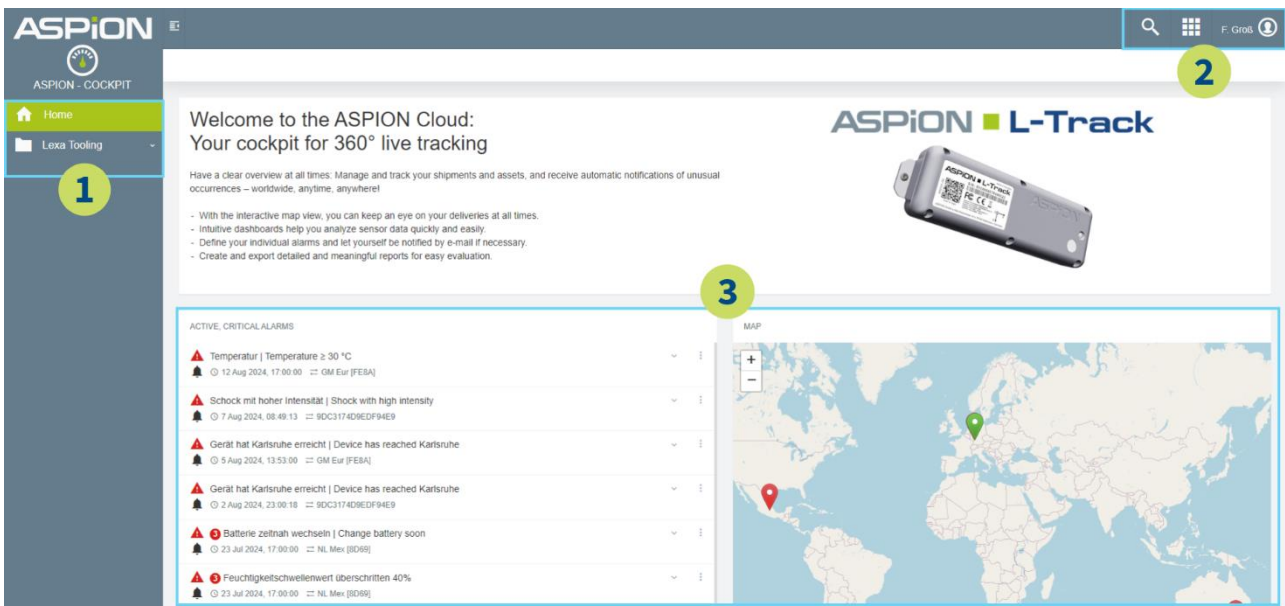 ASPiON
ASPION - COCKPIT
F. Groß
2
Home
Lexa Tooling
1
Welcome to the ASPION Cloud:
Your cockpit for 360° live tracking
Have a clear overview at all times: Manage and track your shipments and assets, and receive automatic notifications of unusual
occurrences – worldwide, anytime, anywhere!
- With the interactive map view, you can keep an eye on your deliveries at all times.
- Intuitive dashboards help you analyze sensor data quickly and easily.
- Define your individual alarms and let yourself be notified by e-mail if necessary.
- Create and export detailed and meaningful reports for easy evaluation.
ASPiON L-Track
ASPiON L-Track
ASPiON
3
ACTIVE, CRITICAL ALARMS
Temperatur | Temperature ≥ 30 °C
12 Aug 2024, 17:00:00 GM Eur [FE8A]
Schock mit hoher Intensität | Shock with high intensity
7 Aug 2024, 08:49:13 9DC3174D9EDF94E9
Gerät hat Karlsruhe erreicht | Device has reached Karlsruhe
5 Aug 2024, 13:53:00 GM Eur [FE8A]
Gerät hat Karlsruhe erreicht | Device has reached Karlsruhe
2 Aug 2024, 23:00:18 9DC3174D9EDF94E9
3 Batterie zeitnah wechseln | Change battery soon
23 Jul 2024, 17:00:00 NL Mex [8D69]
3 Feuchtigkeitschwellenwert überschritten 40%
23 Jul 2024, 17:00:00 NL Mex [8D69]
MAP
+
−